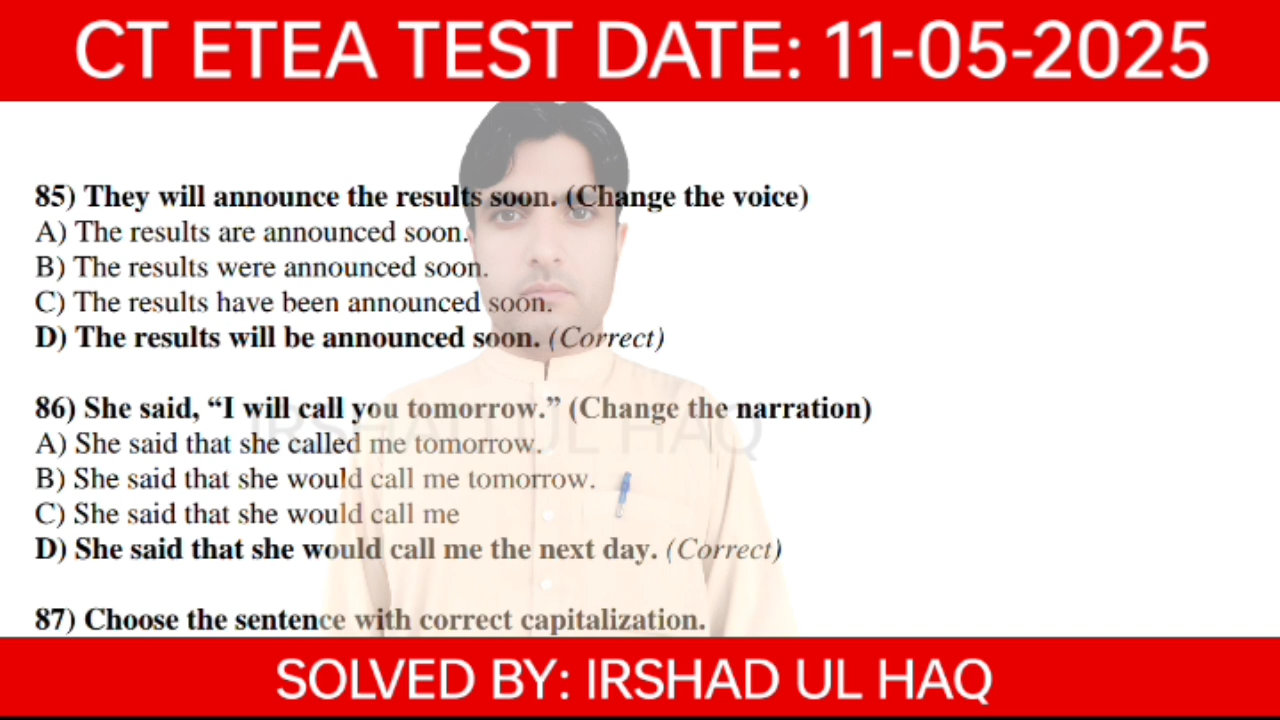 CT ETEA TEST DATE: 11-05-2025
85) They will announce the results soon. (Change the voice)
A) The results are announced soon.
B) The results were announced soon.
C) The results have been announced soon.
D) The results will be announced soon. (Correct)
86) She said, “I will call you tomorrow.” (Change the narration)
IRSHAD UL HAQ
A) She said that she called me tomorrow.
B) She said that she would call me tomorrow.
C) She said that she would call me
D) She said that she would call me the next day. (Correct)
87) Choose the sentence with correct capitalization.
SOLVED BY: IRSHAD UL HAQ